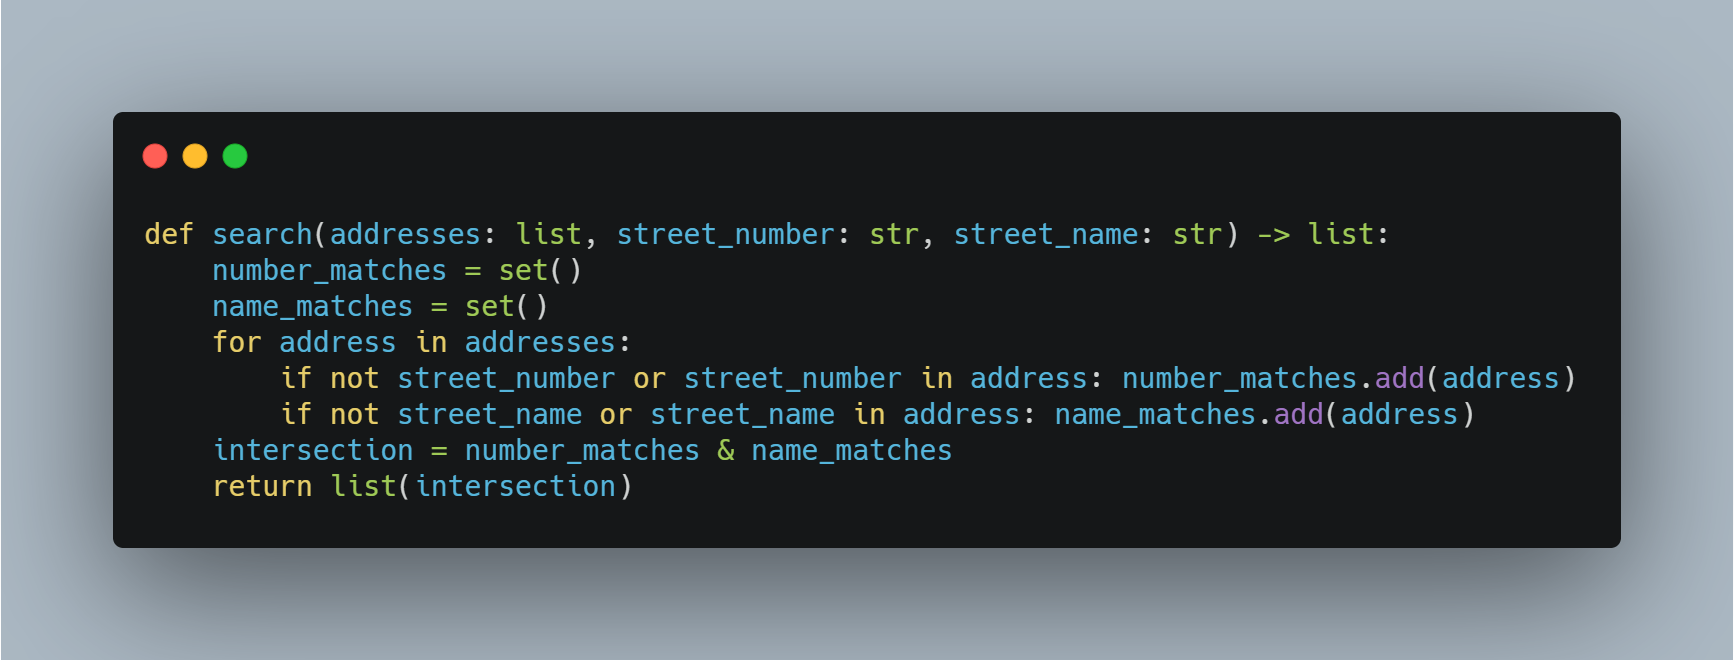 def search(addresses: list, street_number: str, street_name: str) -> list:
    number_matches = set()
    name_matches = set()
    for address in addresses:
        if not street_number or street_number in address: number_matches.add(address)
        if not street_name or street_name in address: name_matches.add(address)
    intersection = number_matches & name_matches
    return list(intersection)